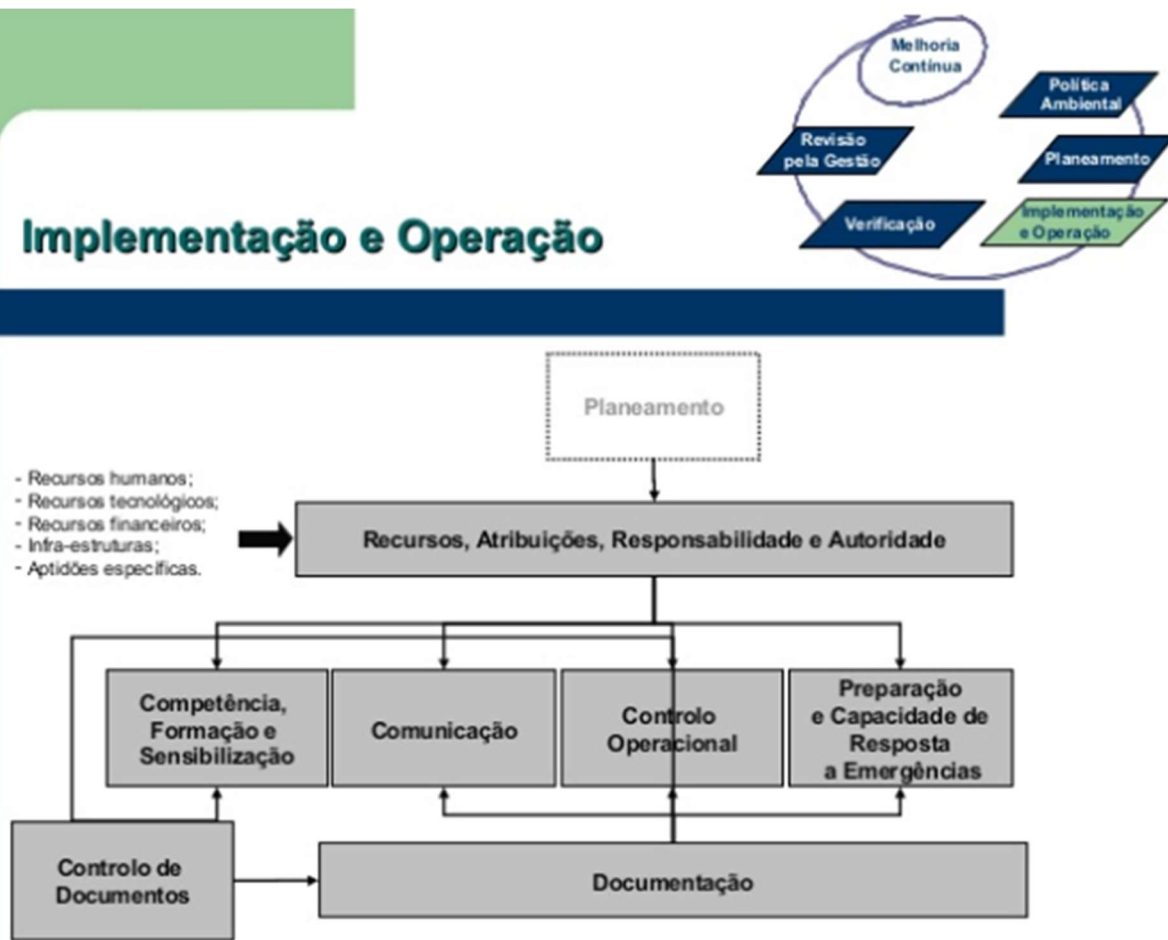 Melhoria
Contínua
Política
Ambiental
Revisão
pela Gestão
Planeamento
Verificação
Implementação
e Operação
Implementação e Operação
Planeamento
- Recursos humanos;
- Recursos tecnológicos;
- Recursos financeiros;
- Infra-estruturas;
- Aptidões específicas.
Recursos, Atribuições, Responsabilidade e Autoridade
Competência,
Formação e
Sensibilização
Comunicação
Controlo
Operacional
Preparação
e Capacidade de
Resposta
a Emergências
Controlo de
Documentos
Documentação